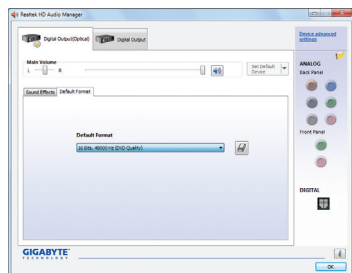 Realtek HD Audio Manager
Digital Output(Optical)
Digital Output
Device advanced settings
Main Volume
L
R
Set Default Device
ANALOG
Back Panel
Sound Effects
Default Format
Default Format
16 Bits, 48000 Hz (DVD Quality)
Front Panel
DIGITAL
GIGABYTE
TECHNOLOGY
OK